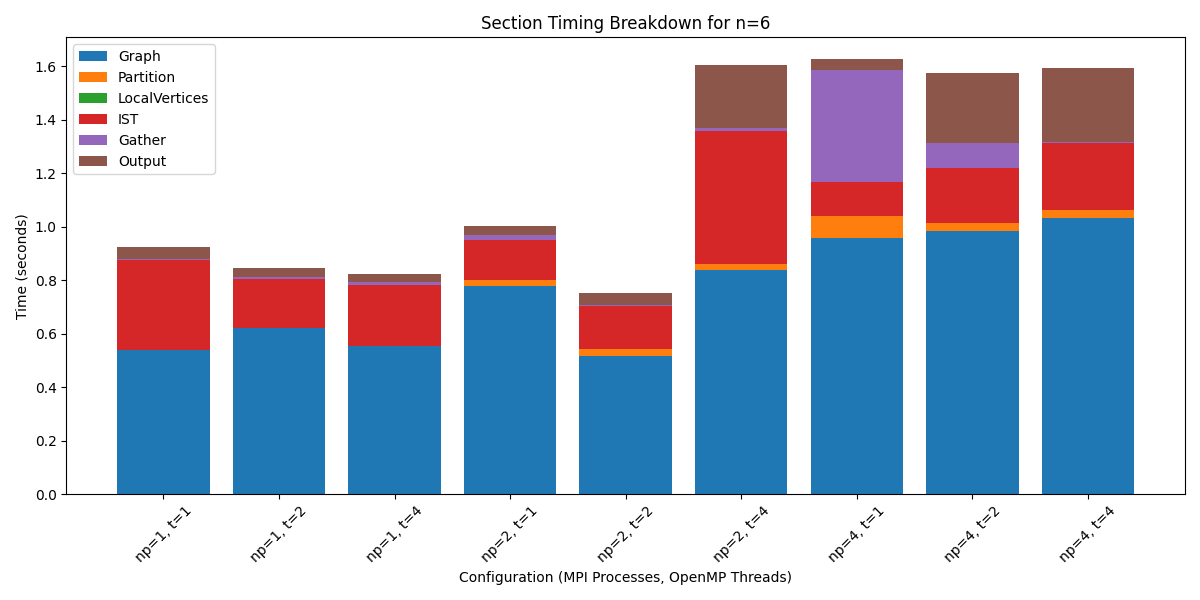 Section Timing Breakdown for n=6
Graph
Partition
LocalVertices
IST
Gather
Output
Time (seconds)
1.6
1.4
1.2
1.0
0.8
0.6
0.4
0.2
0.0
np=1, t=1
np=1, t=2
np=1, t=4
np=2, t=1
np=2, t=2
np=2, t=4
np=4, t=1
np=4, t=2
np=4, t=4
Configuration (MPI Processes, OpenMP Threads)